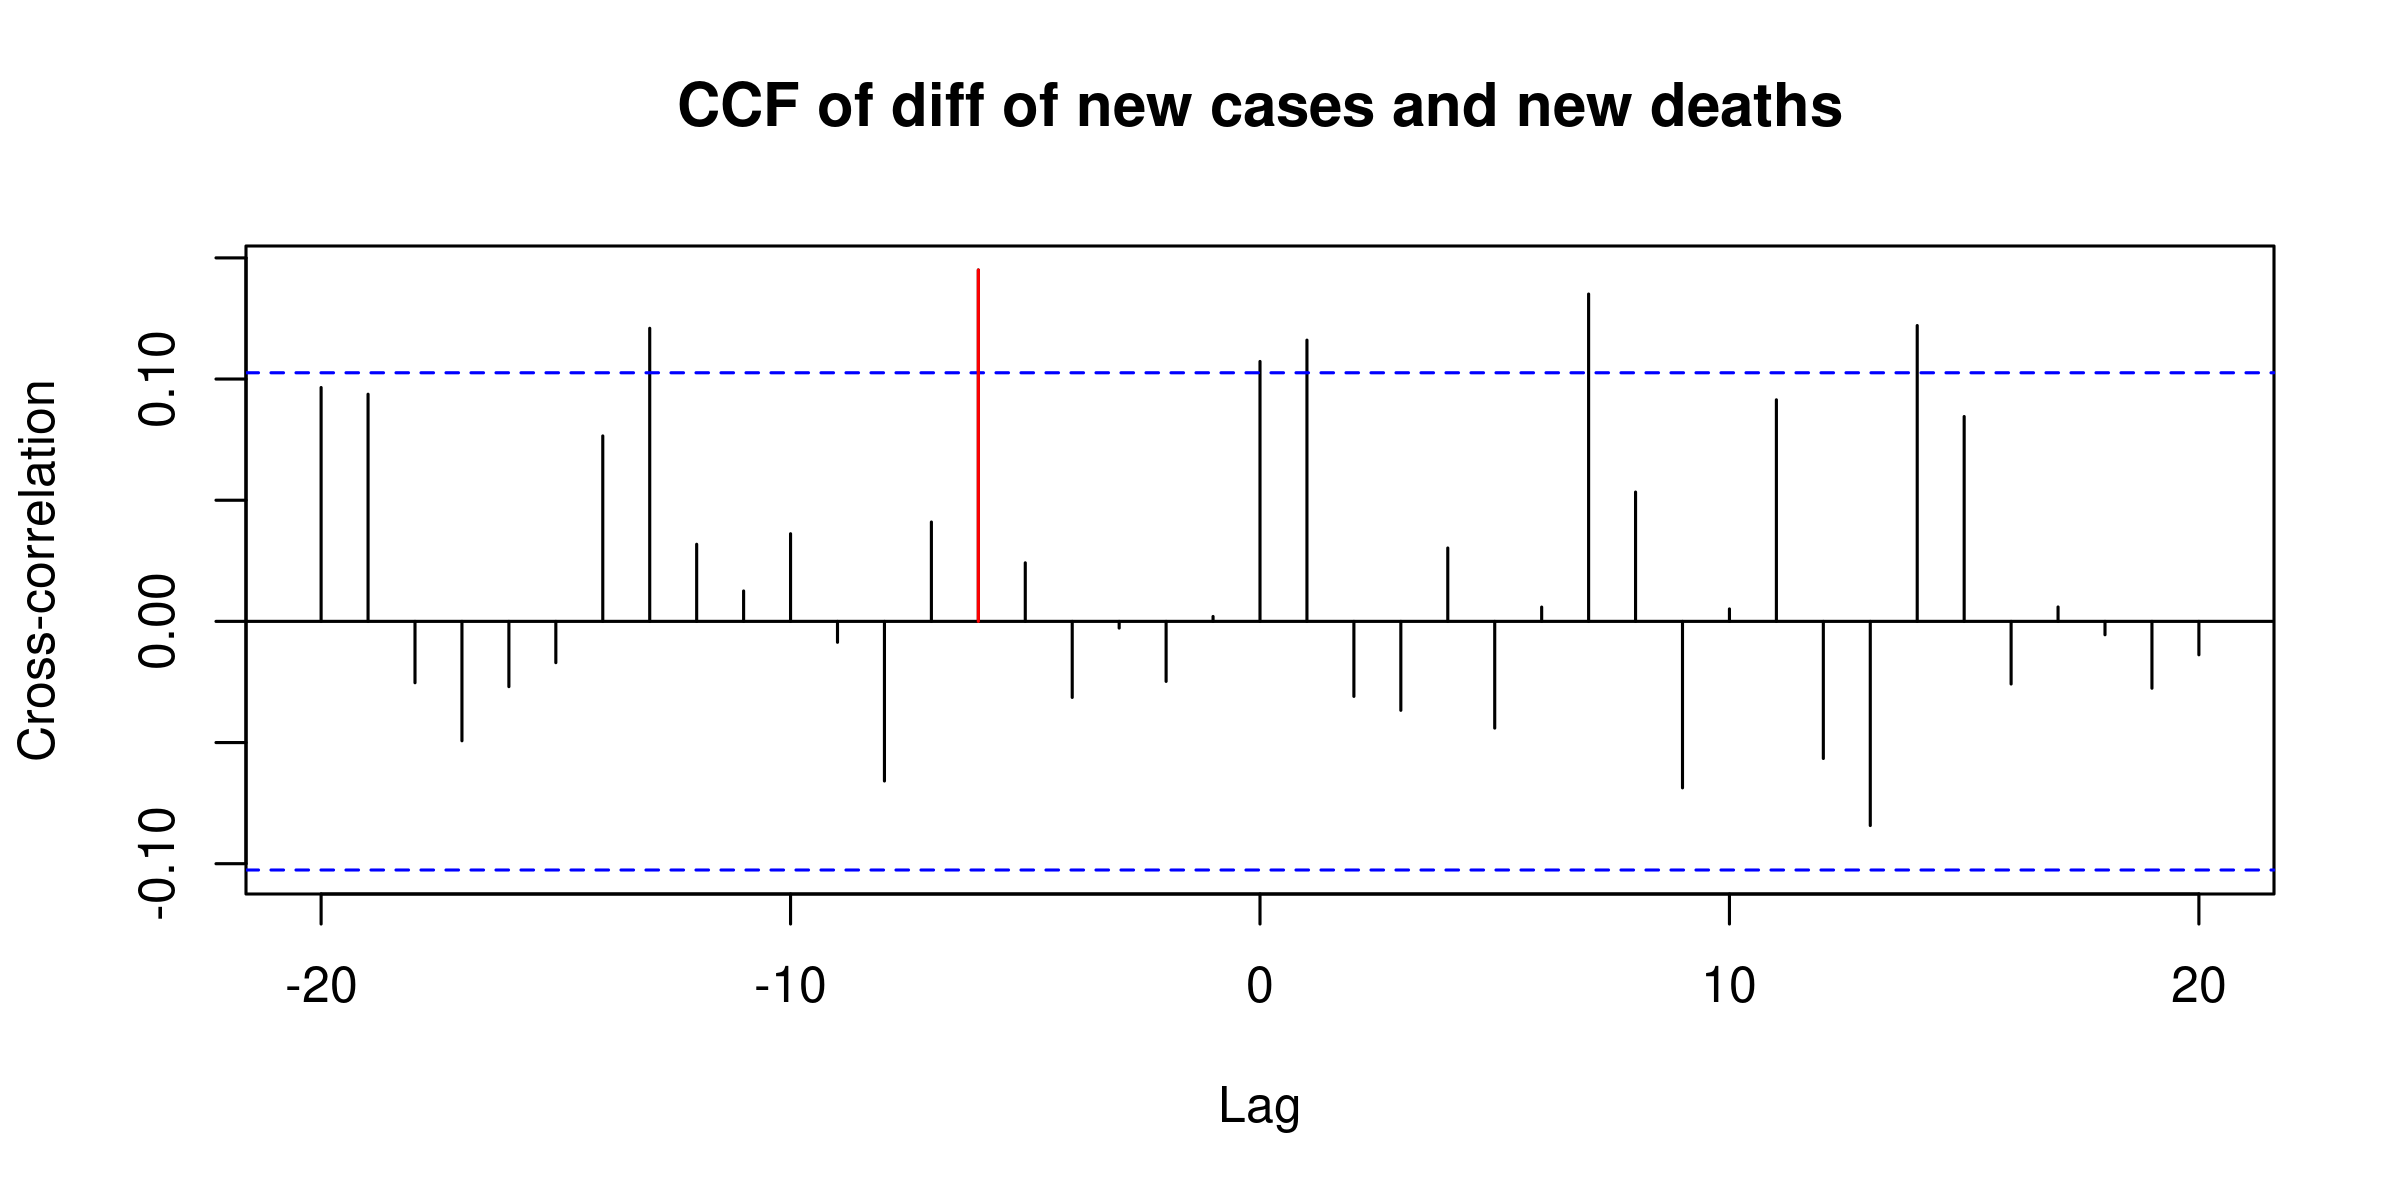 CCF of diff of new cases and new deaths
Cross-correlation
0.10
0.00
-0.10
-20 -10 0 10 20
Lag